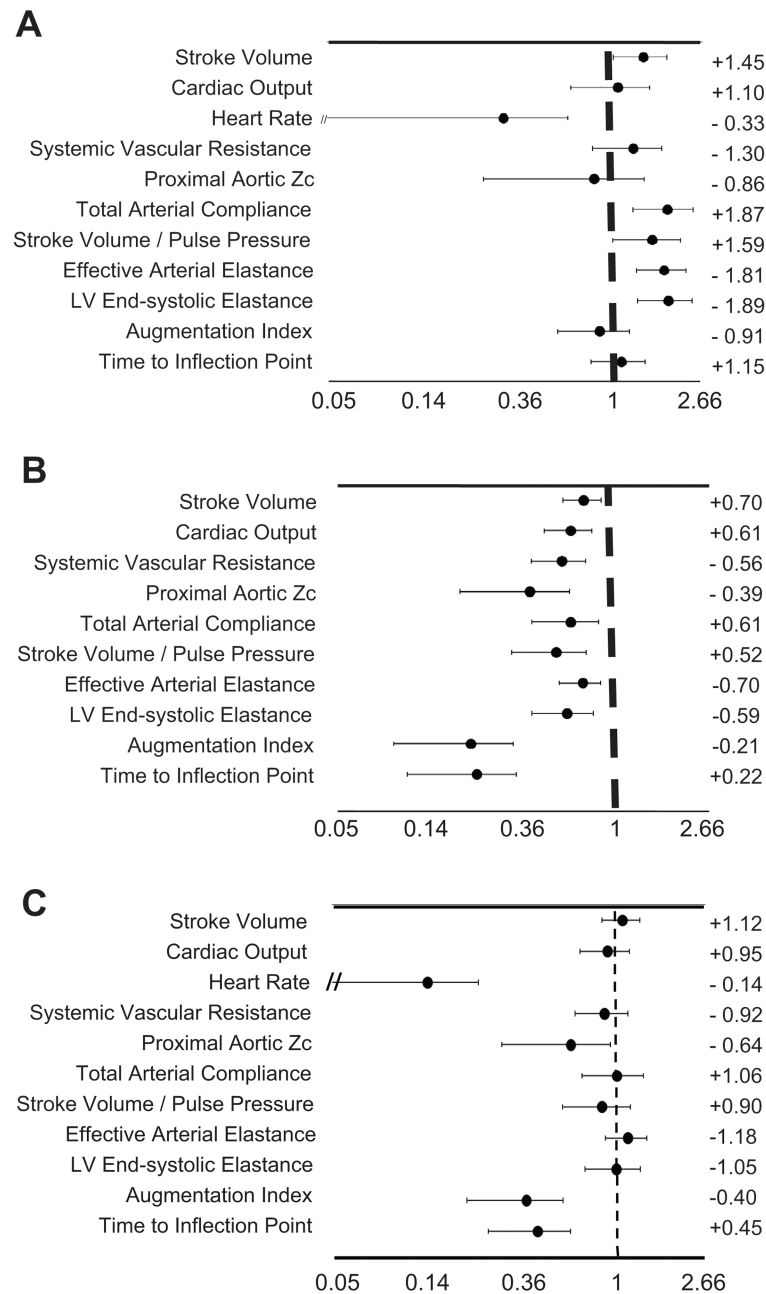 A
Stroke Volume +1.45
Cardiac Output +1.10
Heart Rate // - 0.33
Systemic Vascular Resistance - 1.30
Proximal Aortic Zc - 0.86
Total Arterial Compliance +1.87
Stroke Volume / Pulse Pressure +1.59
Effective Arterial Elastance - 1.81
LV End-systolic Elastance - 1.89
Augmentation Index - 0.91
Time to Inflection Point +1.15
0.05 0.14 0.36 1 2.66
B
Stroke Volume +0.70
Cardiac Output +0.61
Systemic Vascular Resistance - 0.56
Proximal Aortic Zc - 0.39
Total Arterial Compliance +0.61
Stroke Volume / Pulse Pressure +0.52
Effective Arterial Elastance -0.70
LV End-systolic Elastance -0.59
Augmentation Index -0.21
Time to Inflection Point +0.22
0.05 0.14 0.36 1 2.66
C
Stroke Volume +1.12
Cardiac Output +0.95
Heart Rate // - 0.14
Systemic Vascular Resistance - 0.92
Proximal Aortic Zc - 0.64
Total Arterial Compliance +1.06
Stroke Volume / Pulse Pressure +0.90
Effective Arterial Elastance -1.18
LV End-systolic Elastance -1.05
Augmentation Index -0.40
Time to Inflection Point +0.45
0.05 0.14 0.36 1 2.66